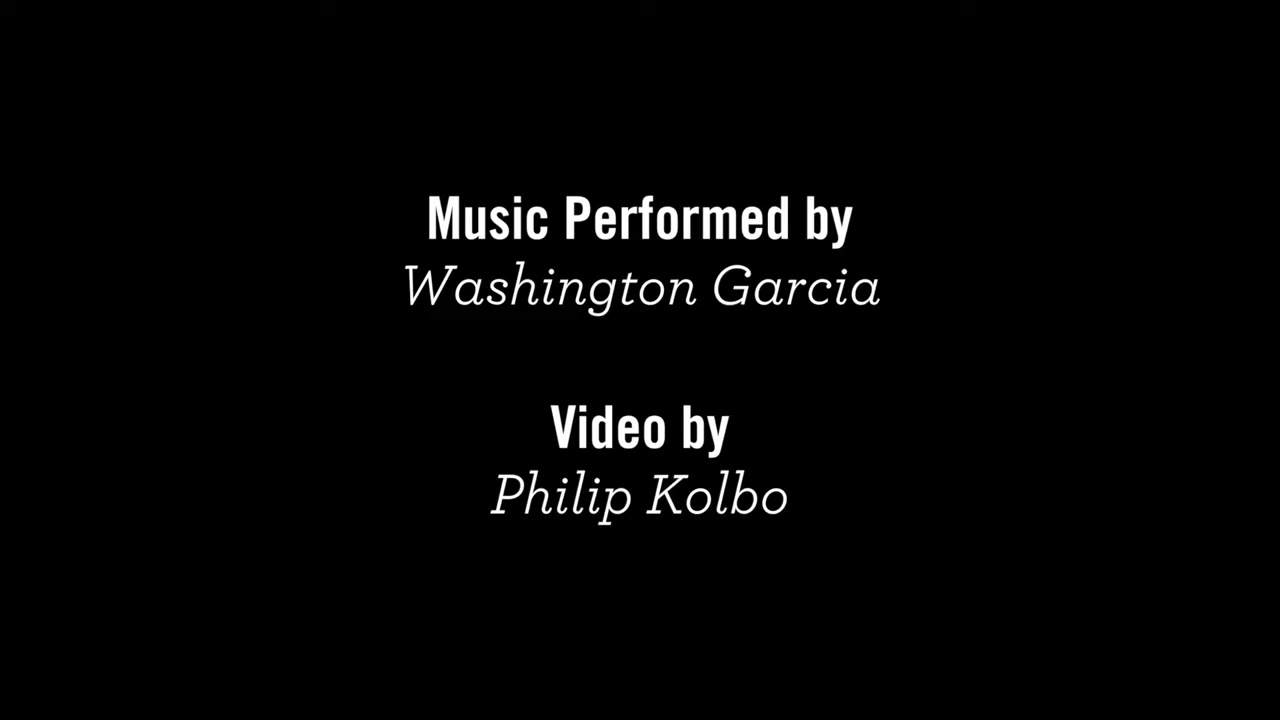 Music Performed by
Washington Garcia
Video by
Philip Kolbo